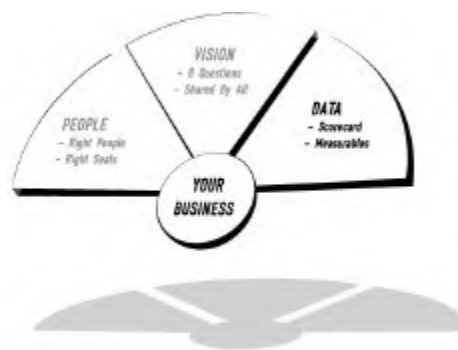 VISION
- 8 Questions
- Shared By All
PEOPLE
- Right People
- Right Seats
DATA
- Scorecard
- Measurables
YOUR
BUSINESS